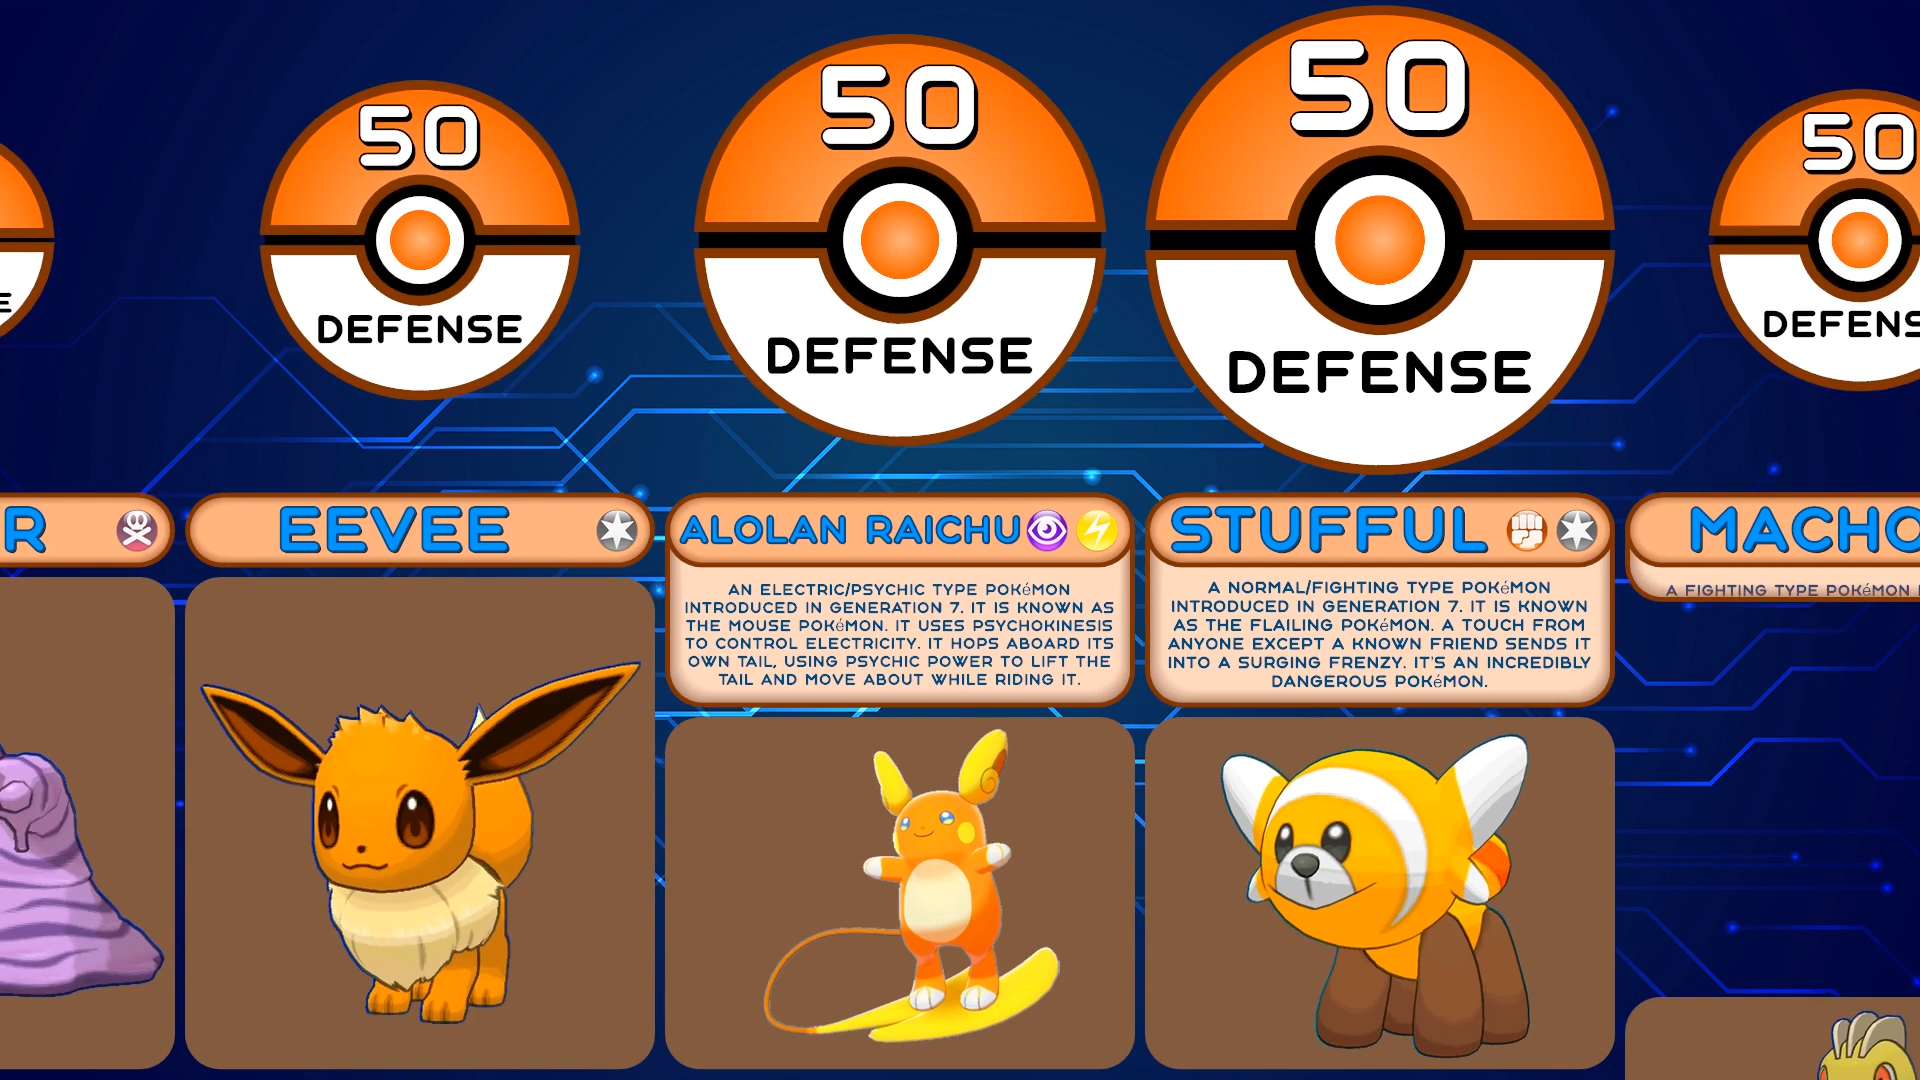 50
DEFENSE
50
DEFENSE
50
DEFENSE
50
DEFENS
E
R
EEVEE
ALOLAN RAICHU
AN ELECTRIC/PSYCHIC TYPE POKéMON
INTRODUCED IN GENERATION 7. IT IS KNOWN AS
THE MOUSE POKéMON. IT USES PSYCHOKINESIS
TO CONTROL ELECTRICITY. IT HOPS ABOARD ITS
OWN TAIL, USING PSYCHIC POWER TO LIFT THE
TAIL AND MOVE ABOUT WHILE RIDING IT.
STUFFUL
A NORMAL/FIGHTING TYPE POKéMON
INTRODUCED IN GENERATION 7. IT IS KNOWN
AS THE FLAILING POKéMON. A TOUCH FROM
ANYONE EXCEPT A KNOWN FRIEND SENDS IT
INTO A SURGING FRENZY. IT'S AN INCREDIBLY
DANGEROUS POKéMON.
MACHO
A FIGHTING TYPE POKéMON